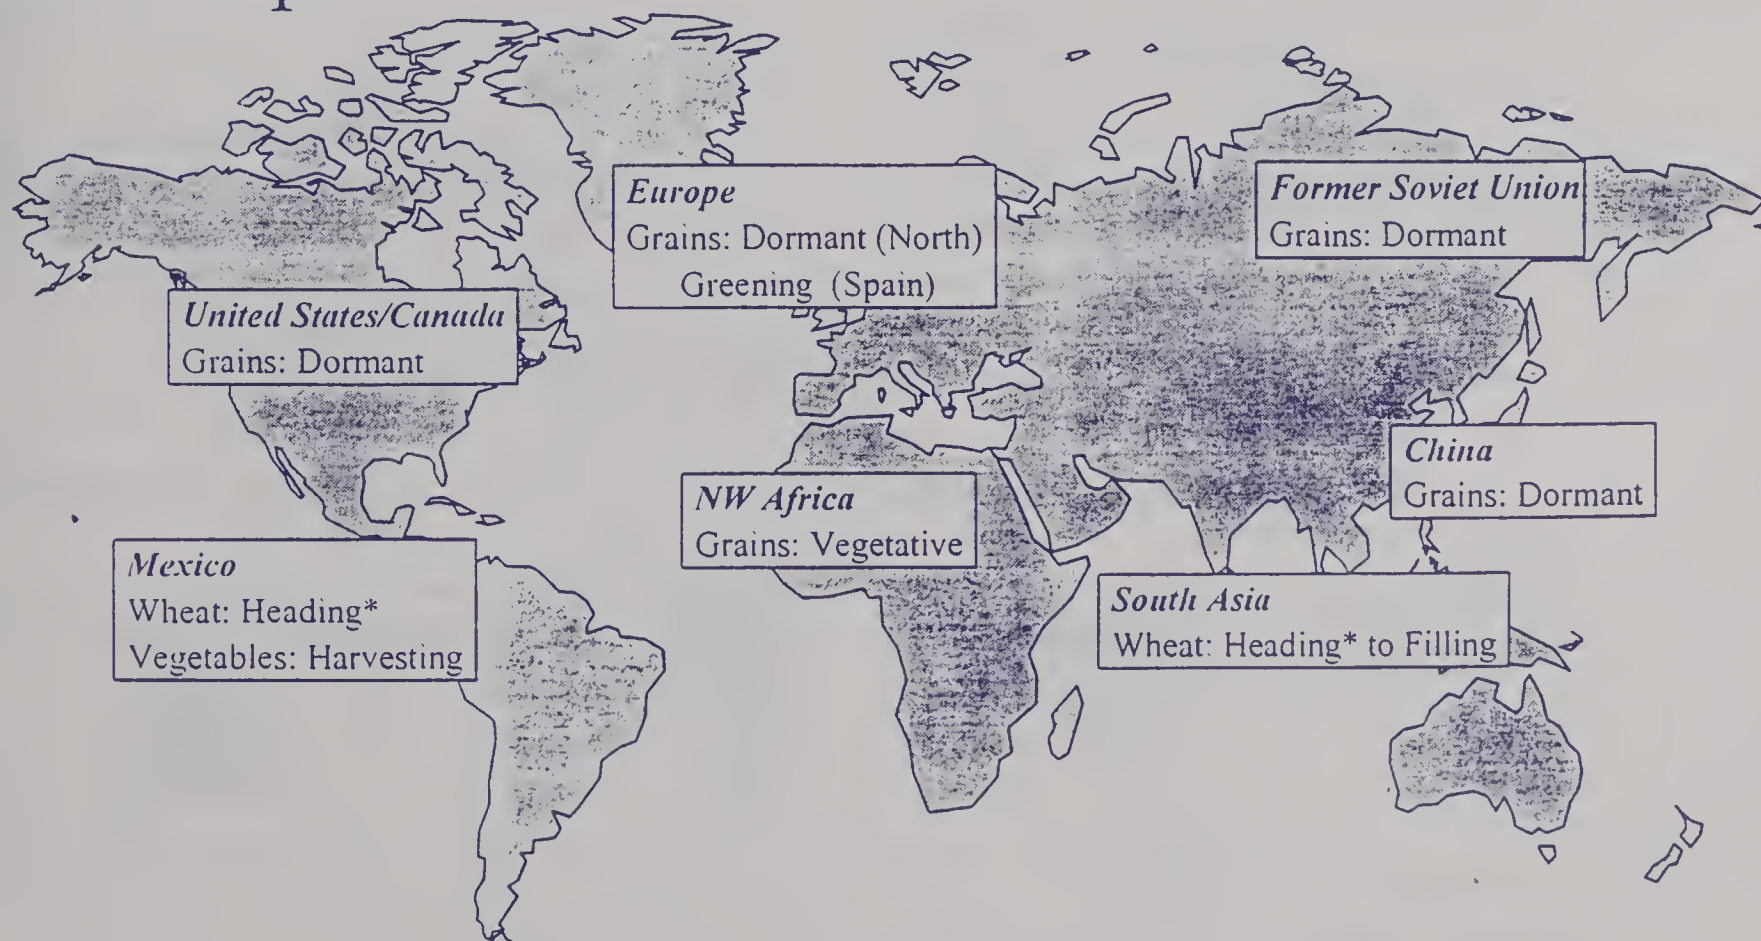 Europe
Grains: Dormant (North)
Greening (Spain)
Former Soviet Union
Grains: Dormant
United States/Canada
Grains: Dormant
China
Grains: Dormant
NW Africa
Grains: Vegetative
Mexico
Wheat: Heading*
Vegetables: Harvesting
South Asia
Wheat: Heading* to Filling